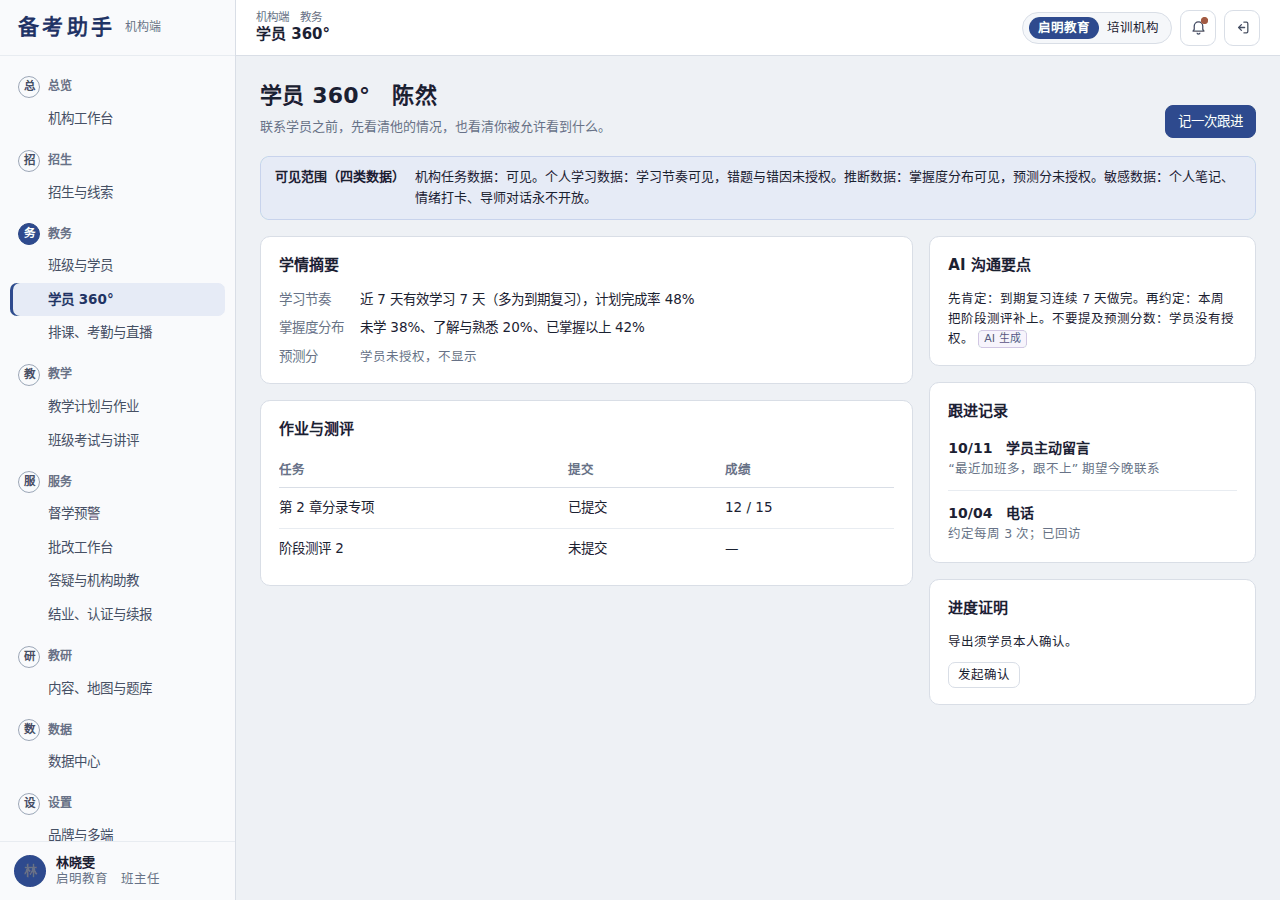 备考助手 机构端
总 总览
机构工作台
招 招生
招生与线索
务 教务
班级与学员
学员 360°
排课、考勤与直播
教 教学
教学计划与作业
班级考试与讲评
服 服务
督学预警
批改工作台
答疑与机构助教
结业、认证与续报
研 教研
内容、地图与题库
数 数据
数据中心
设 设置
品牌与多端
林 林晓雯
启明教育 班主任
机构端 教务
学员 360°
启明教育 培训机构
学员 360° 陈然
联系学员之前，先看清他的情况，也看清你被允许看到什么。
记一次跟进
可见范围（四类数据） 机构任务数据：可见。个人学习数据：学习节奏可见，错题与错因未授权。推断数据：掌握度分布可见，预测分未授权。敏感数据：个人笔记、
情绪打卡、导师对话永不开放。
学情摘要
学习节奏 近 7 天有效学习 7 天（多为到期复习），计划完成率 48%
掌握度分布 未学 38%、了解与熟悉 20%、已掌握以上 42%
预测分 学员未授权，不显示
作业与测评
任务 提交 成绩
第 2 章分录专项 已提交 12 / 15
阶段测评 2 未提交 —
AI 沟通要点
先肯定：到期复习连续 7 天做完。再约定：本周
把阶段测评补上。不要提及预测分数：学员没有授
权。 AI 生成
跟进记录
10/11 学员主动留言
“最近加班多，跟不上” 期望今晚联系
10/04 电话
约定每周 3 次；已回访
进度证明
导出须学员本人确认。
发起确认